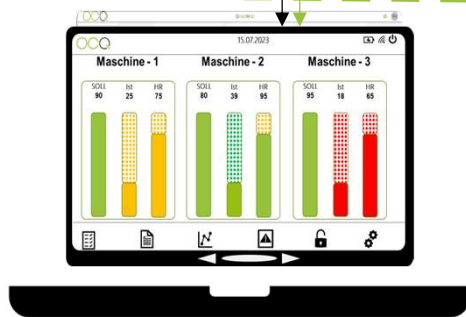 OCO
15.07.2023
Maschine - 1
Maschine - 2
Maschine - 3
SOLL Ist HR
90 25 75
SOLL Ist HR
80 39 95
SOLL Ist HR
95 18 65